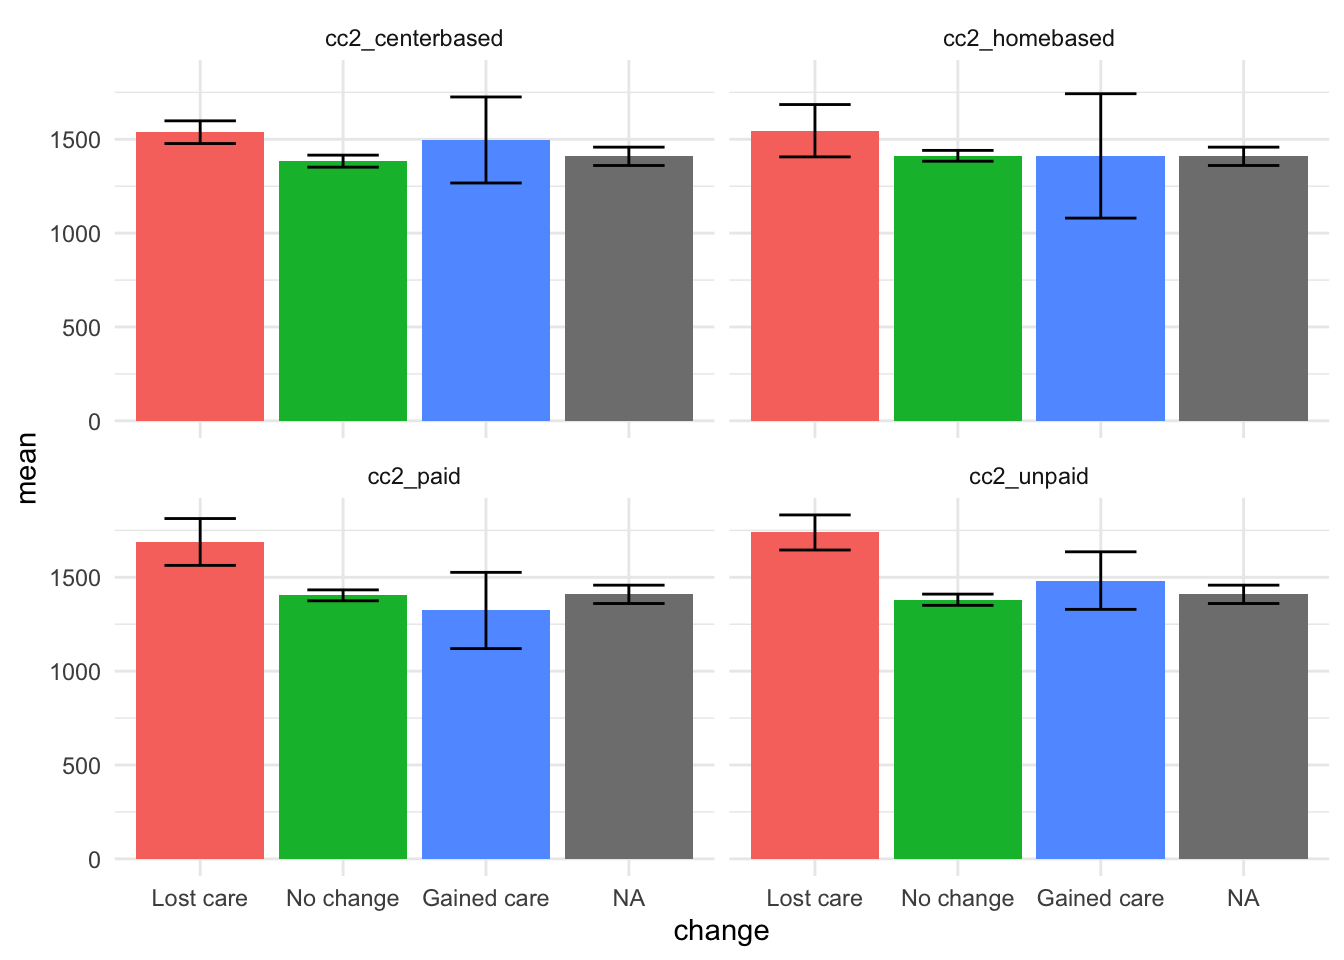 cc2_centerbased
cc2_homebased
1500
1000
500
0
mean
cc2_paid
cc2_unpaid
1500
1000
500
0
Lost care
No change
Gained care
NA
Lost care
No change
Gained care
NA
change